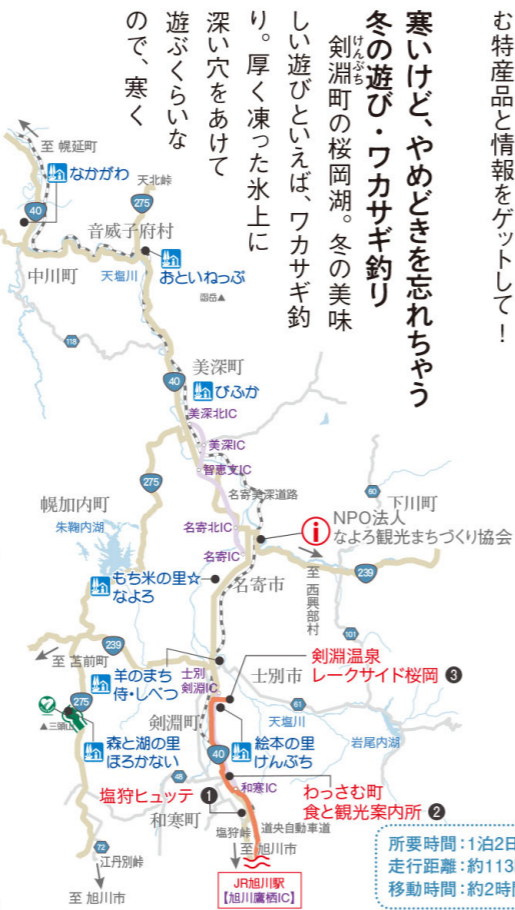 む特産品と情報をゲットして！
寒いけど、やめどきを忘れちゃう
冬の遊び・ワカサギ釣り
けんぶち
剣淵町の桜岡湖。冬の美味
しい遊びといえば、ワカサギ釣
り。厚く凍った氷上に
深い穴をあけて
遊ぶくらいな
ので、寒く
至 幌延町
なかがわ
天北峠
40
275
音威子府村
中川町
天塩川
おといねっぷ
118
美深町
40
びふか
美深北IC
美深IC
智恵文IC
275
名寄美深道路
60
下川町
幌加内町
朱鞠内湖
名寄北IC
NPO法人
なよろ観光まちづくり協会
名寄IC
239
もち米の里☆
なよろ
名寄市
至 西興部村
101
239
至 苫前町
剣淵温泉
レークサイド桜岡 ❸
羊のまち
侍・しべつ
士別
剣淵IC
士別市
61
275
剣淵町
天塩川
岩尾内湖
森と湖の里
ほろかない
40
絵本の里
けんぶち
48
和寒IC
塩狩ヒュッテ ❶
わっさむ町
食と観光案内所 ❷
和寒町
道央自動車道
塩狩峠
至 旭川市
72
江丹別峠
至 旭川市
JR旭川駅
【旭川鷹栖IC】
所要時間：1泊2日
走行距離：約113
移動時間：約2時間